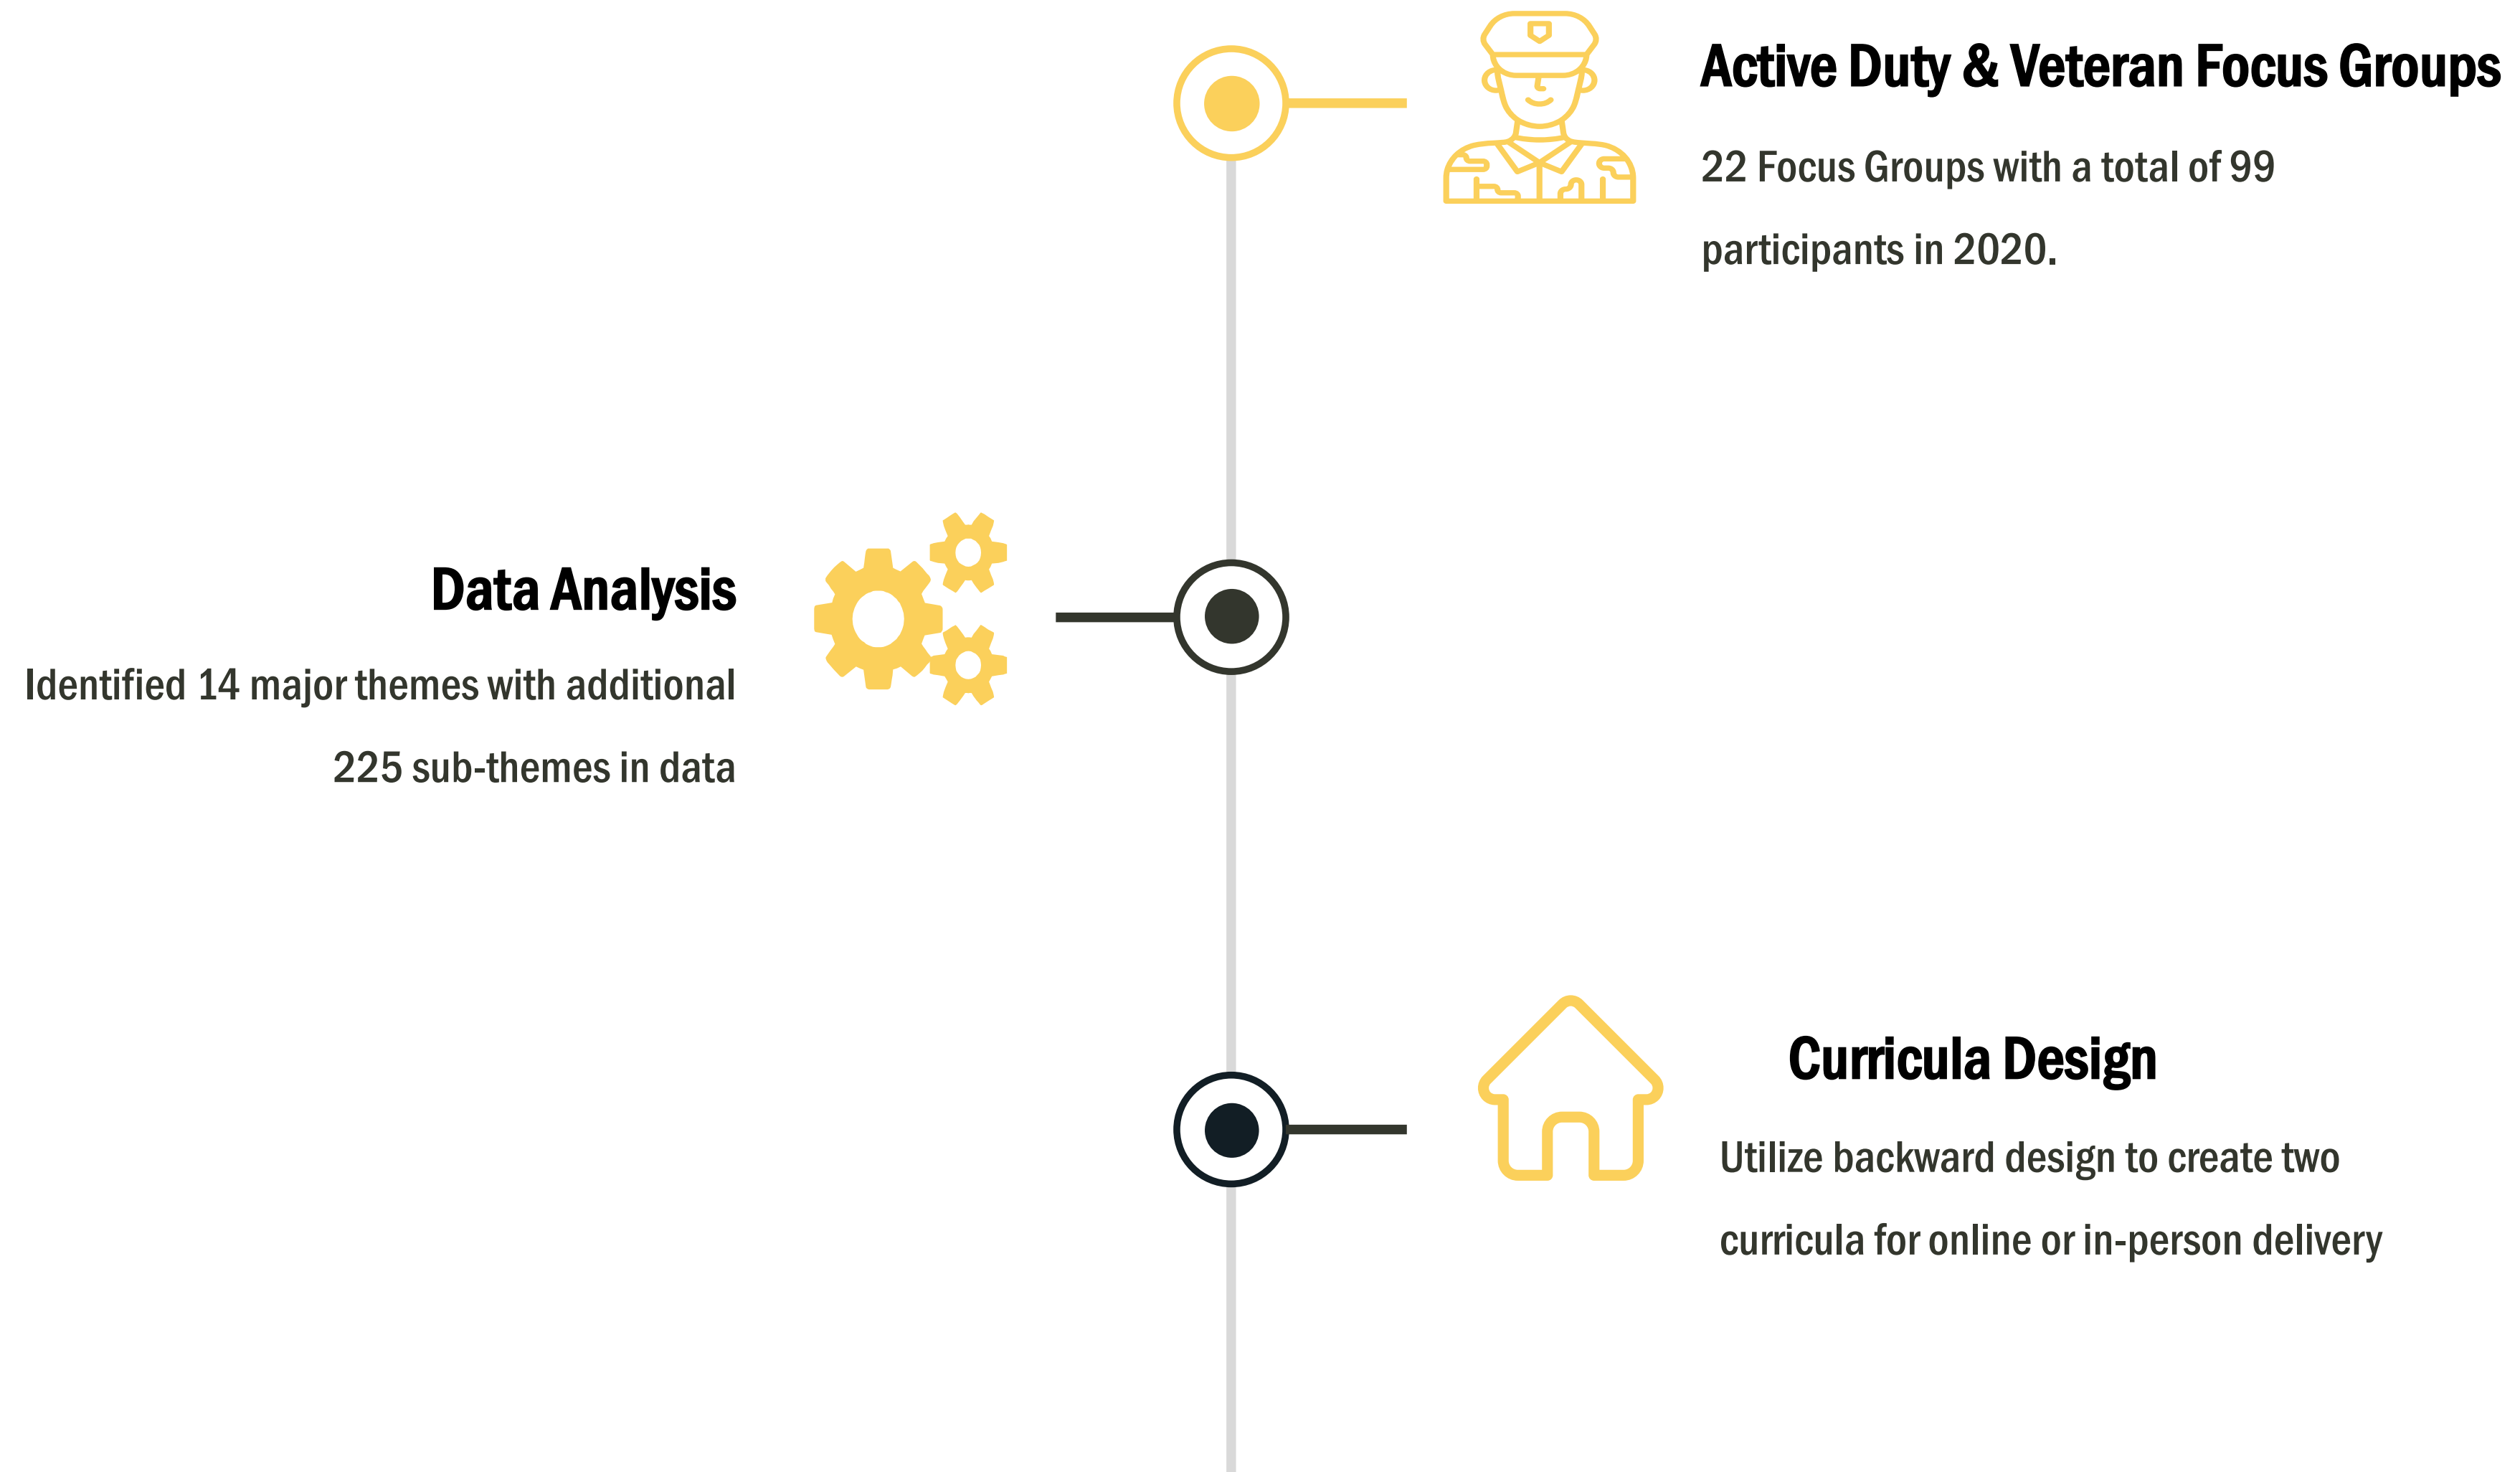 Active Duty & Veteran Focus Groups
22 Focus Groups with a total of 99
participants in 2020.
Data Analysis
Identified 14 major themes with additional
225 sub-themes in data
Curricula Design
Utilize backward design to create two
curricula for online or in-person delivery